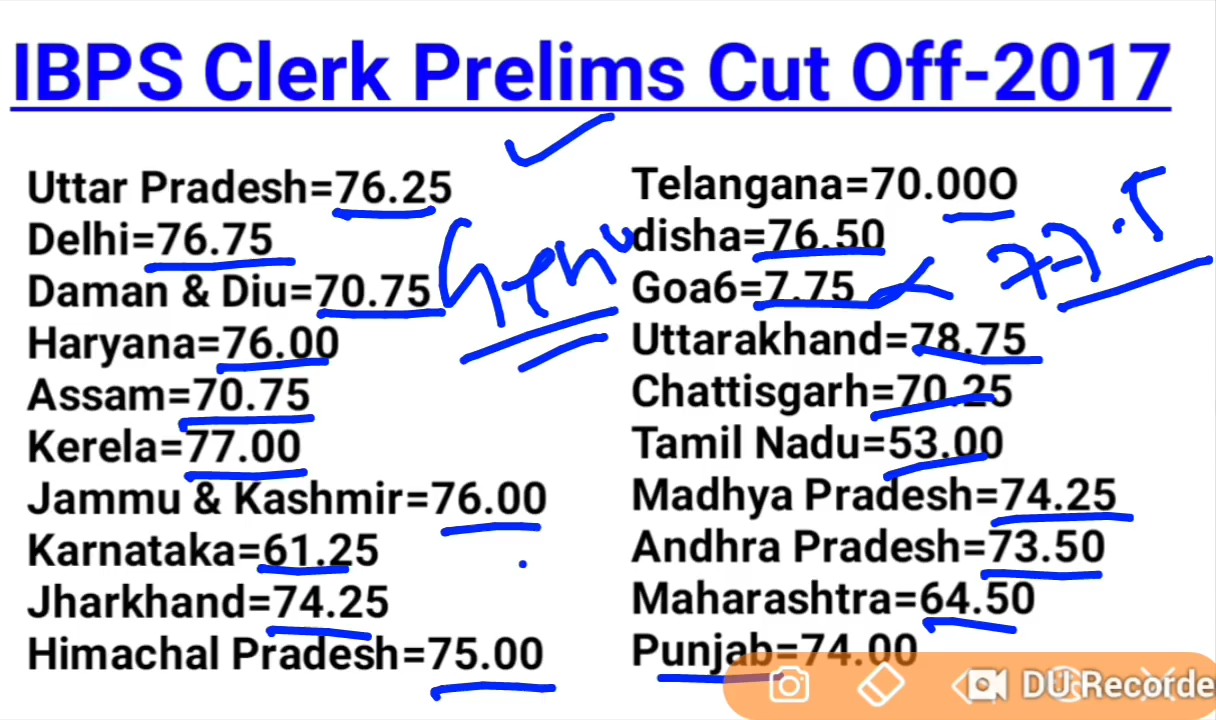 IBPS Clerk Prelims Cut Off-2017
Uttar Pradesh=76.25
Delhi=76.75
Daman & Diu=70.75
Haryana=76.00
Assam=70.75
Kerela=77.00
Jammu & Kashmir=76.00
Karnataka=61.25
Jharkhand=74.25
Himachal Pradesh=75.00
Gen
Telangana=70.00O
disha=76.50
Goa6=7.75
77.5
Uttarakhand=78.75
Chattisgarh=70.25
Tamil Nadu=53.00
Madhya Pradesh=74.25
Andhra Pradesh=73.50
Maharashtra=64.50
Punjab=74.00
DU Recorde